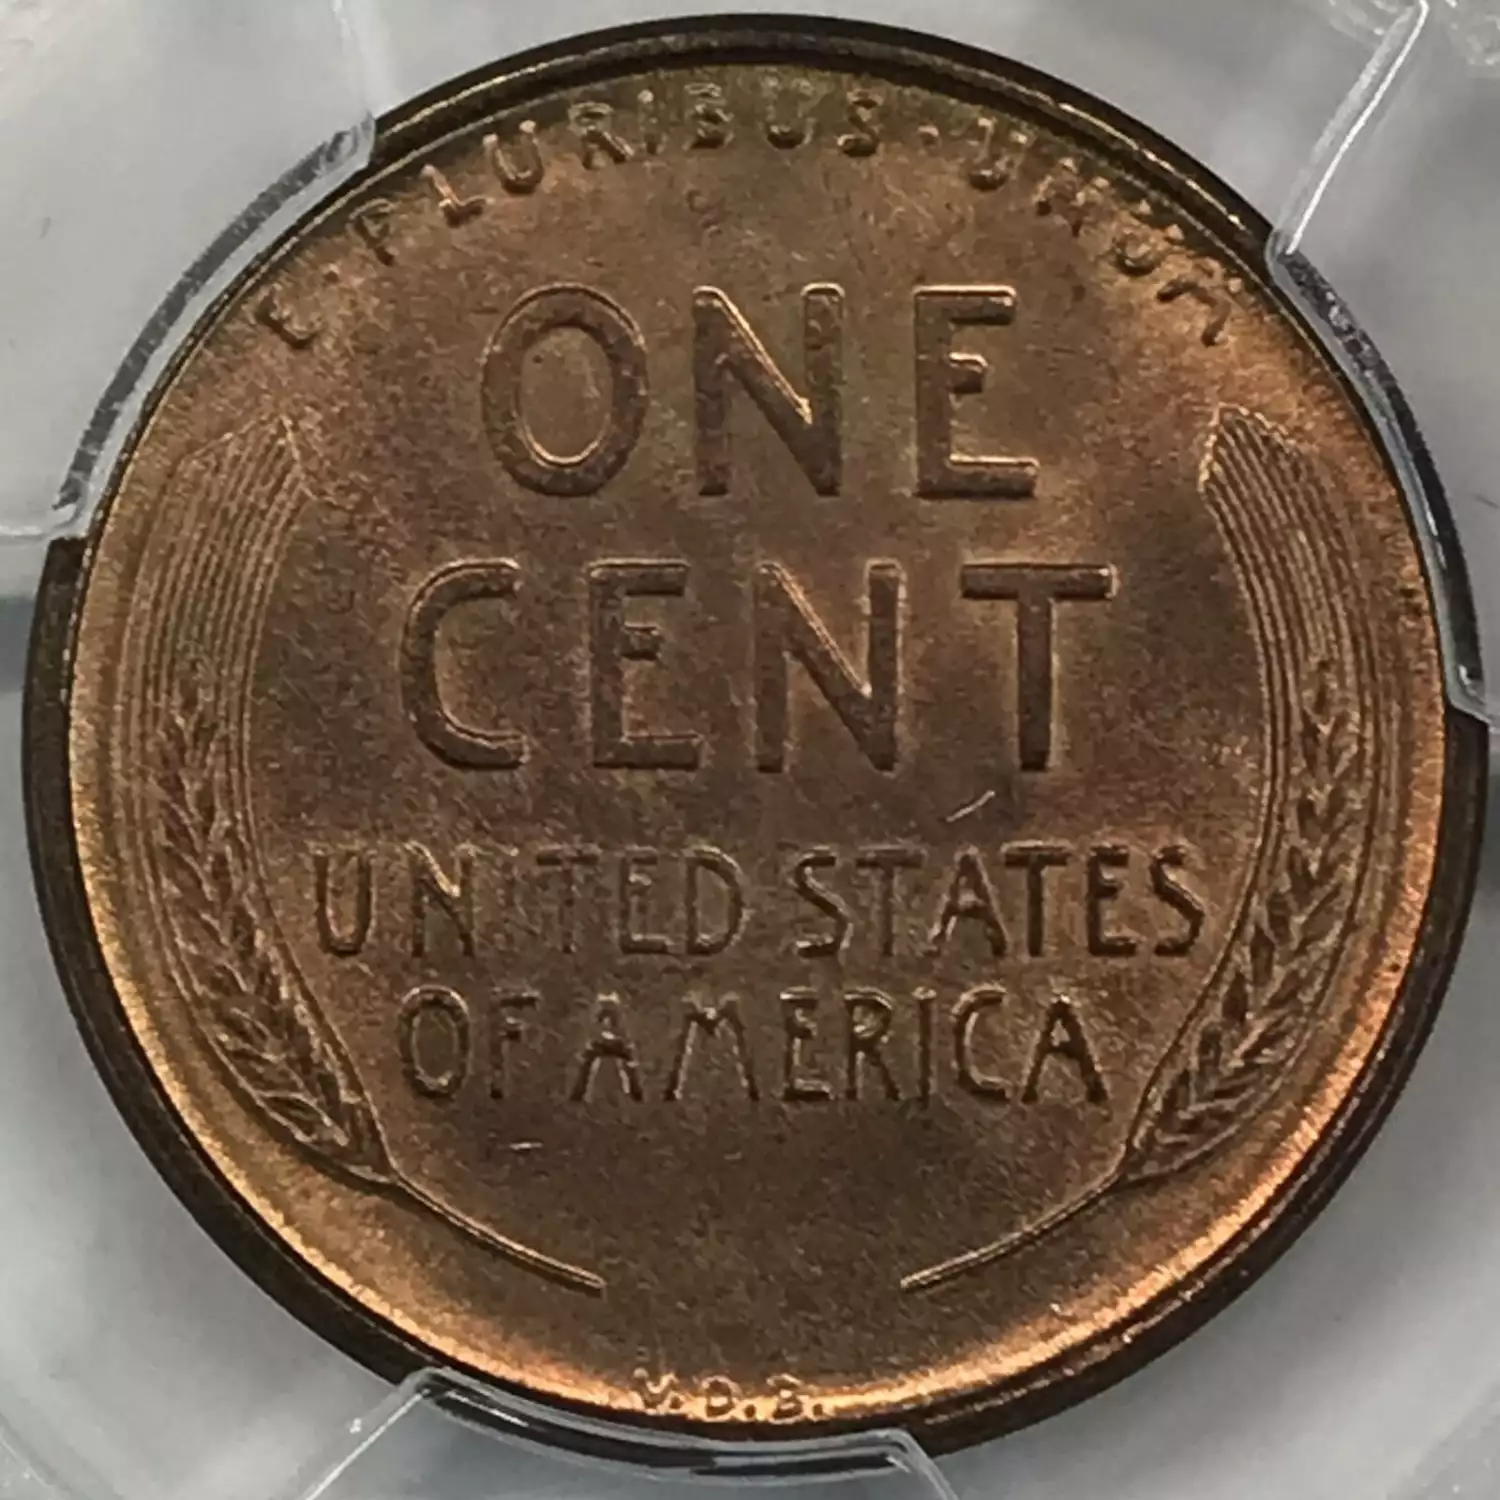 E · PLURIBUS · UNUM
ONE
CENT
UNITED STATES
OF AMERICA
V.D.B.